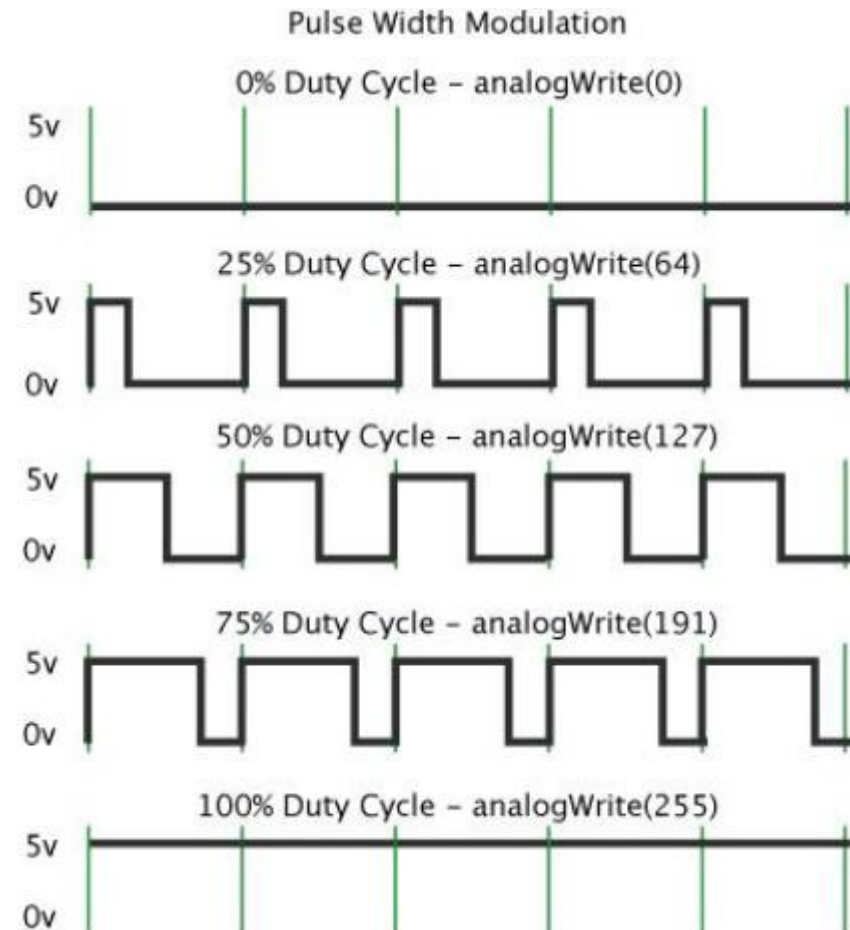 Pulse Width Modulation
0% Duty Cycle – analogWrite(0)
5v
0v
25% Duty Cycle – analogWrite(64)
5v
0v
50% Duty Cycle – analogWrite(127)
5v
0v
75% Duty Cycle – analogWrite(191)
5v
0v
100% Duty Cycle – analogWrite(255)
5v
0v